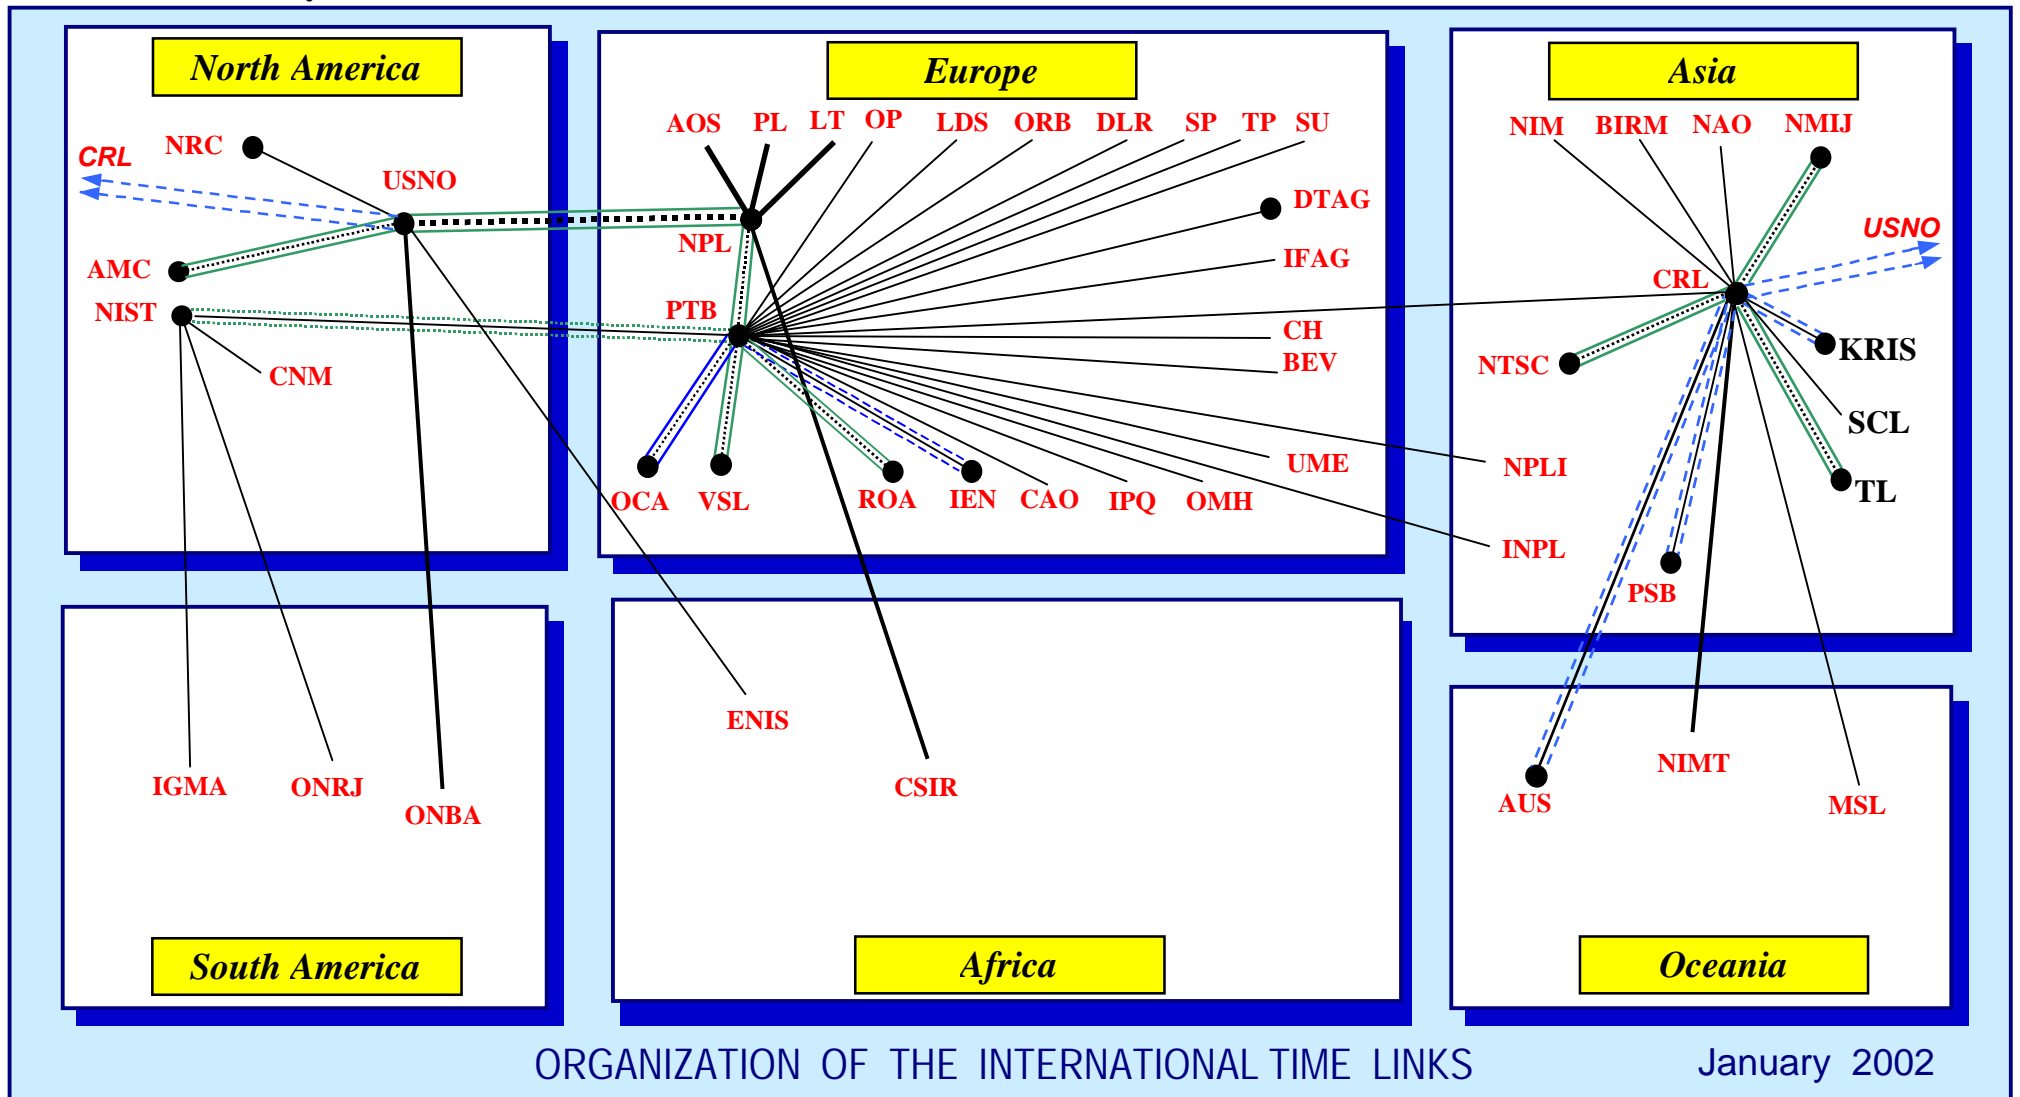 North America
Europe
Asia
AOS PL LT OP LDS ORB DLR SP TP SU
NIM BIRM NAO NMIJ
NRC
CRL
USNO
DTAG
USNO
NPL
IFAG
AMC
CRL
NIST
PTB
CH
KRIS
BEV
NTSC
CNM
SCL
UME
NPLI
TL
OCA VSL ROA IEN CAO IPQ OMH
INPL
PSB
ENIS
NIMT
IGMA ONRJ
CSIR
AUS
MSL
ONBA
South America
Africa
Oceania
ORGANIZATION OF THE INTERNATIONAL TIME LINKS
January 2002